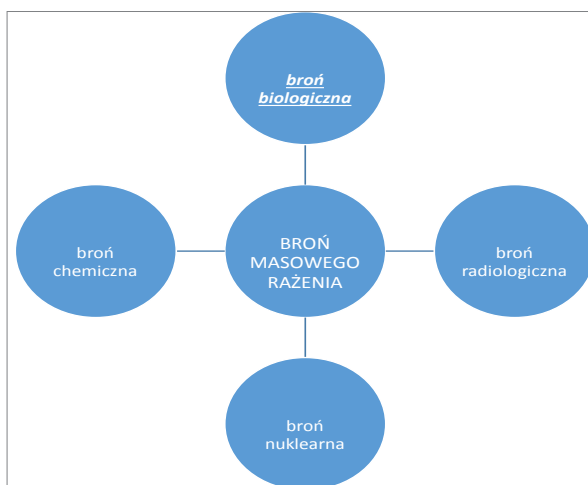 broń
biologiczna
broń
chemiczna
BROŃ
MASOWEGO
RAŻENIA
broń
radiologiczna
broń
nuklearna